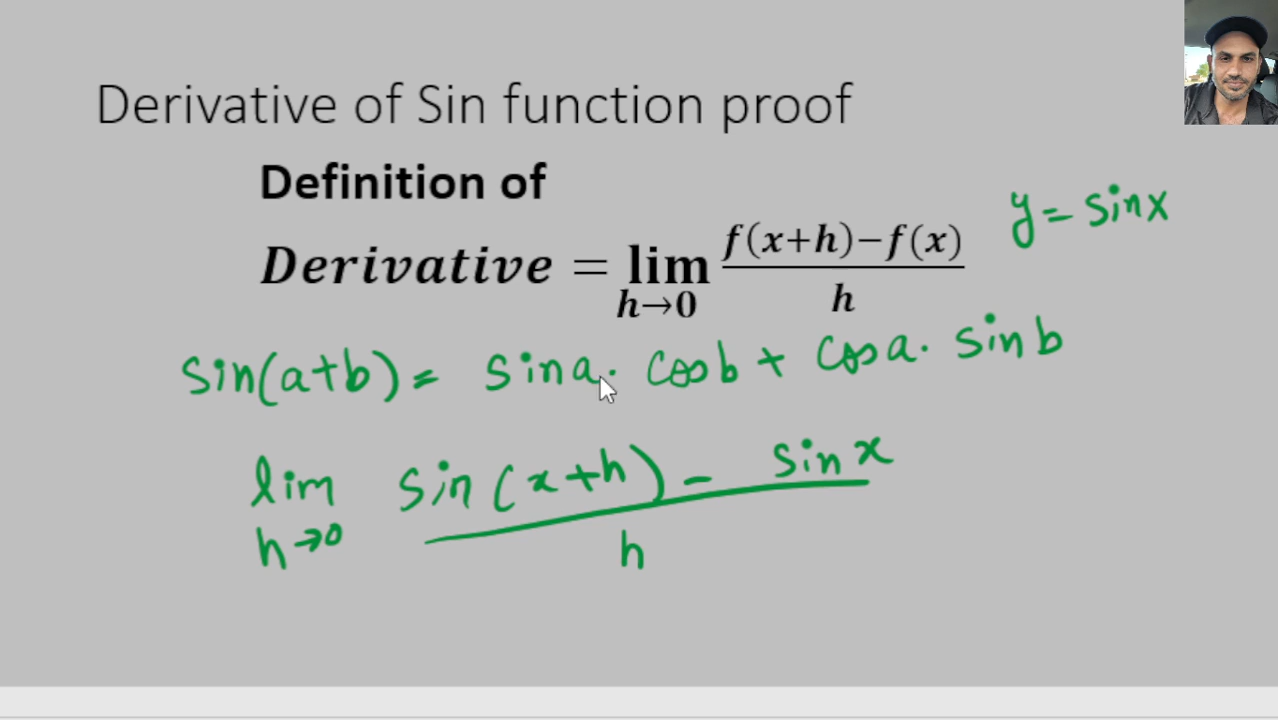 Derivative of Sin function proof
Definition of
Derivative = lim h→0 f(x+h)−f(x) / h
y = sinx
sin(a+b) = sina. cosb + cosa. sinb
lim h→0 sin(x+h) − sinx / h